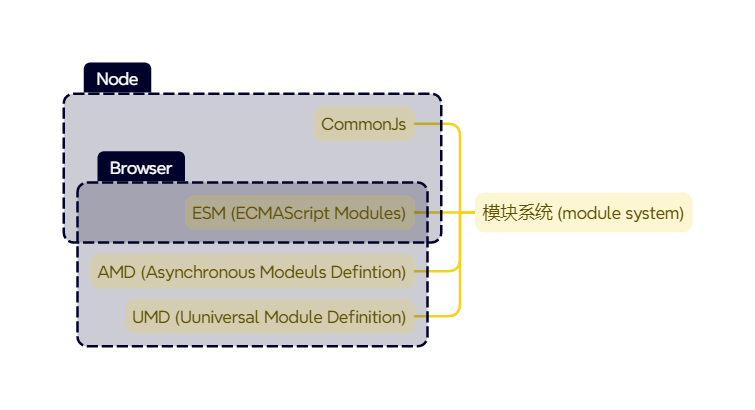 Node
CommonJs
Browser
ESM (ECMAScript Modules)
模块系统 (module system)
AMD (Asynchronous Modeuls Defintion)
UMD (Uuniversal Module Definition)